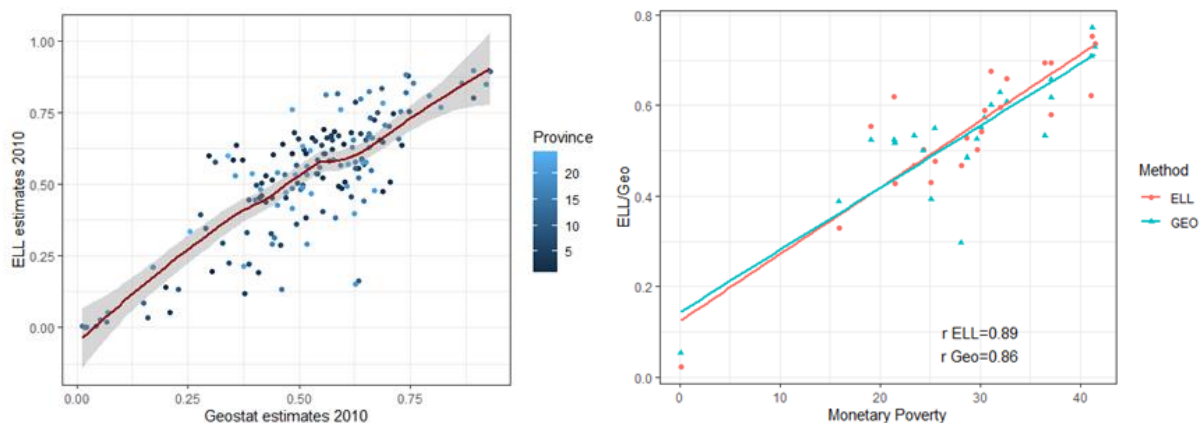 1.00
0.75
0.50
0.25
0.00
ELL estimates 2010
0.00 0.25 0.50 0.75
Geostat estimates 2010
Province
20
15
10
5
0.8
0.6
0.4
0.2
0.0
ELL/Geo
r ELL=0.89
r Geo=0.86
0 10 20 30 40
Monetary Poverty
Method
ELL
GEO